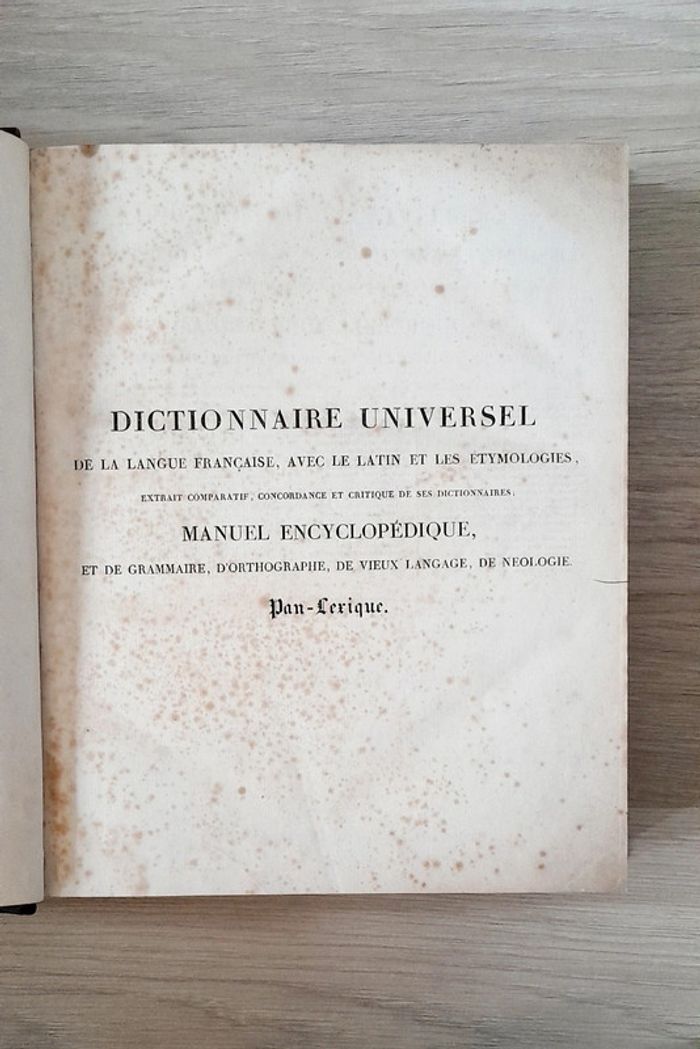 DICTIONNAIRE UNIVERSEL
DE LA LANGUE FRANÇAISE, AVEC LE LATIN ET LES ETYMOLOGIES,
EXTRAIT COMPARATIF, CONCORDANCE ET CRITIQUE DE SES DICTIONNAIRES;
MANUEL ENCYCLOPÉDIQUE,
ET DE GRAMMAIRE, D'ORTHOGRAPHE, DE VIEUX LANGAGE, DE NEOLOGIE.
Pan-Lexique.